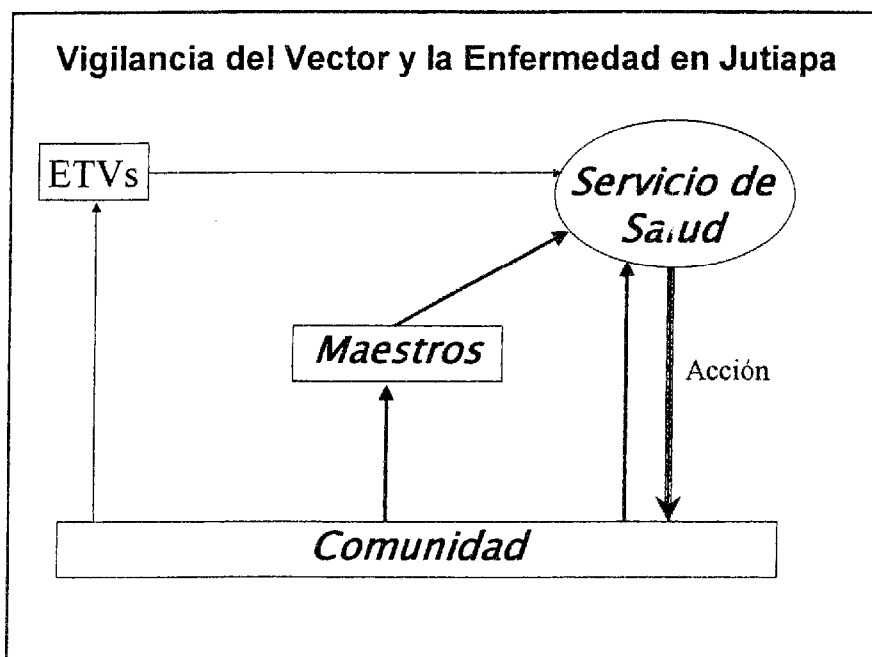 Vigilancia del Vector y la Enfermedad en Jutiapa
ETVs
Servicio de
Salud
Maestros
Acción
Comunidad